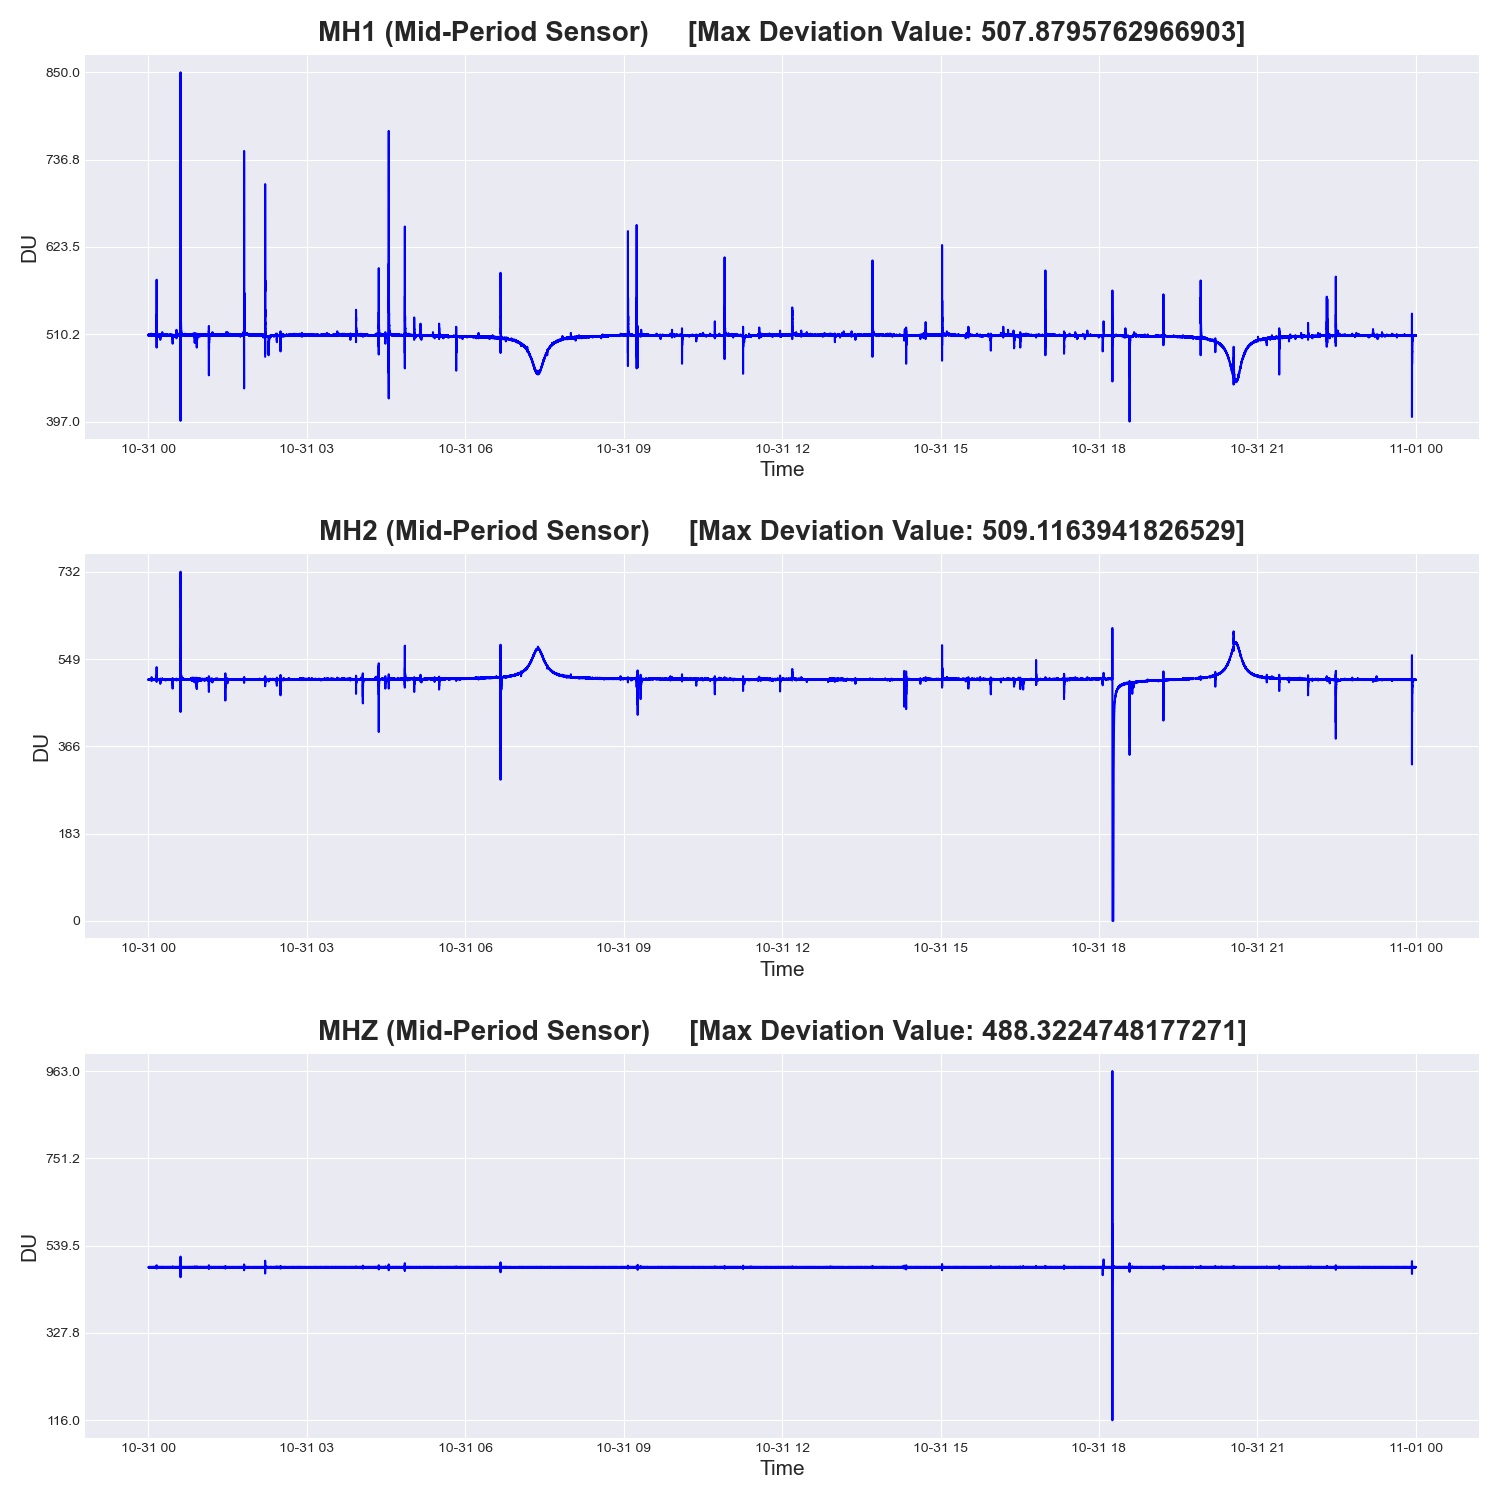 MH1 (Mid-Period Sensor)     [Max Deviation Value: 507.8795762966903]
850.0
736.8
623.5
510.2
397.0
DU
10-31 00 10-31 03 10-31 06 10-31 09 10-31 12 10-31 15 10-31 18 10-31 21 11-01 00
Time
MH2 (Mid-Period Sensor)     [Max Deviation Value: 509.1163941826529]
732
549
366
183
0
DU
10-31 00 10-31 03 10-31 06 10-31 09 10-31 12 10-31 15 10-31 18 10-31 21 11-01 00
Time
MHZ (Mid-Period Sensor)     [Max Deviation Value: 488.3224748177271]
963.0
751.2
539.5
327.8
116.0
DU
10-31 00 10-31 03 10-31 06 10-31 09 10-31 12 10-31 15 10-31 18 10-31 21 11-01 00
Time